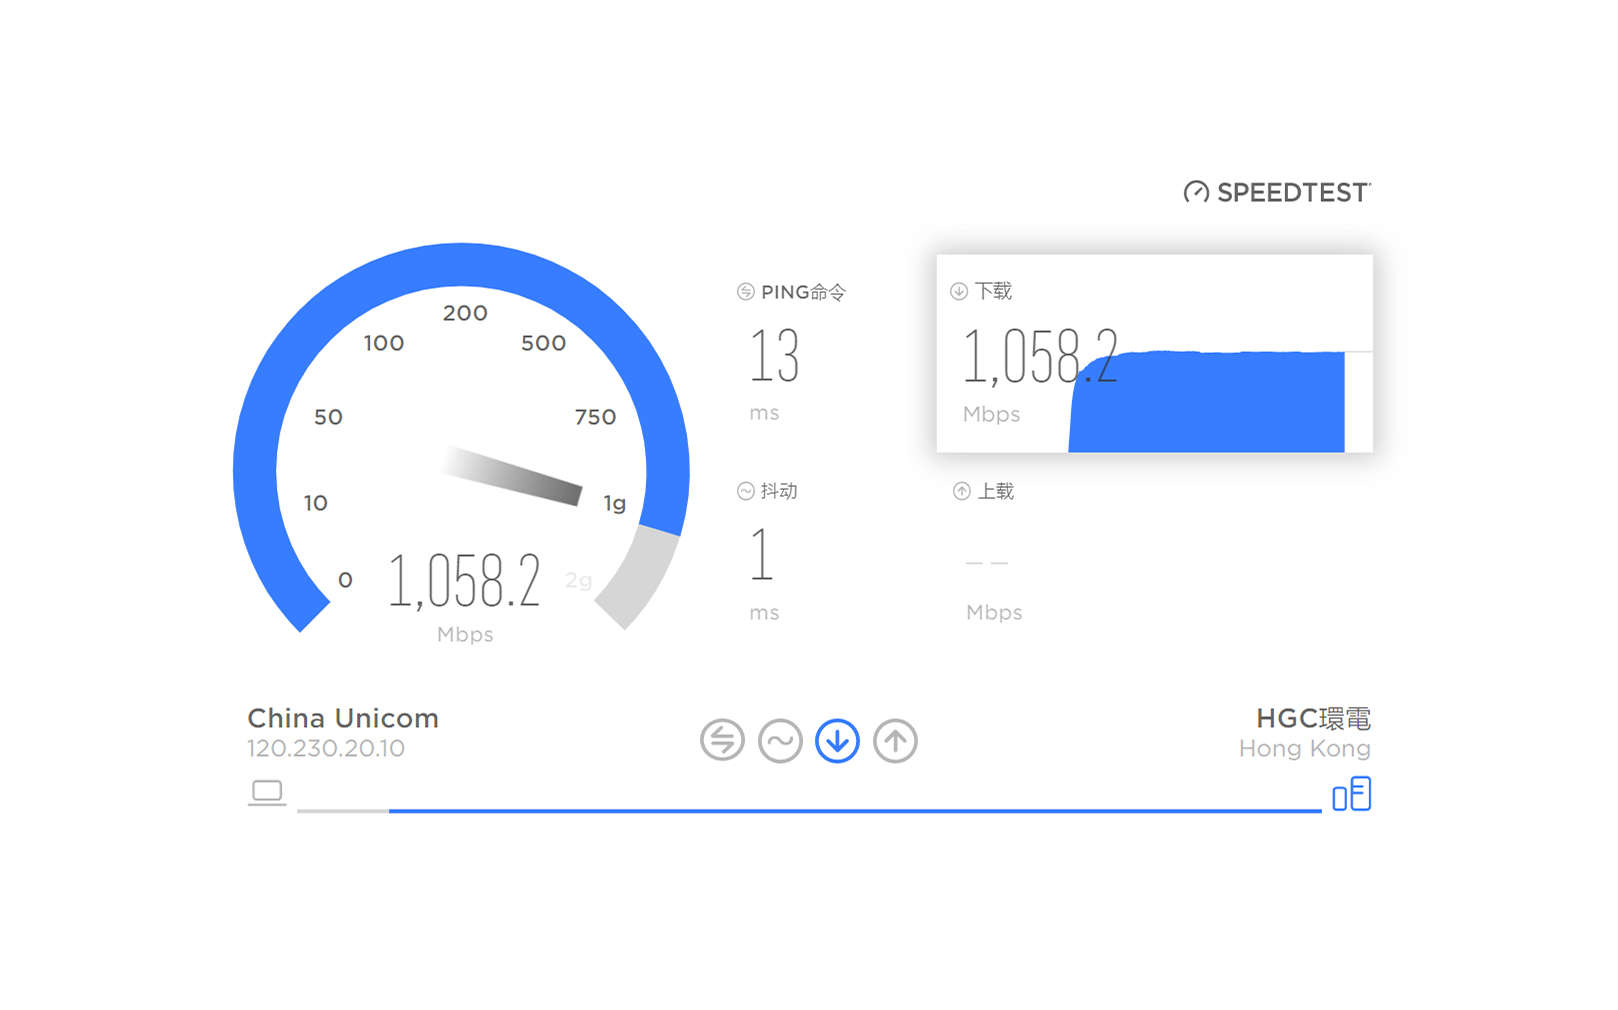 SPEEDTEST
0
10
50
100
200
500
750
1g
2g
1,058.2
Mbps
PING命令
13
ms
下载
1,058.2
Mbps
抖动
1
ms
上载
— —
Mbps
China Unicom
120.230.20.10
HGC環電
Hong Kong